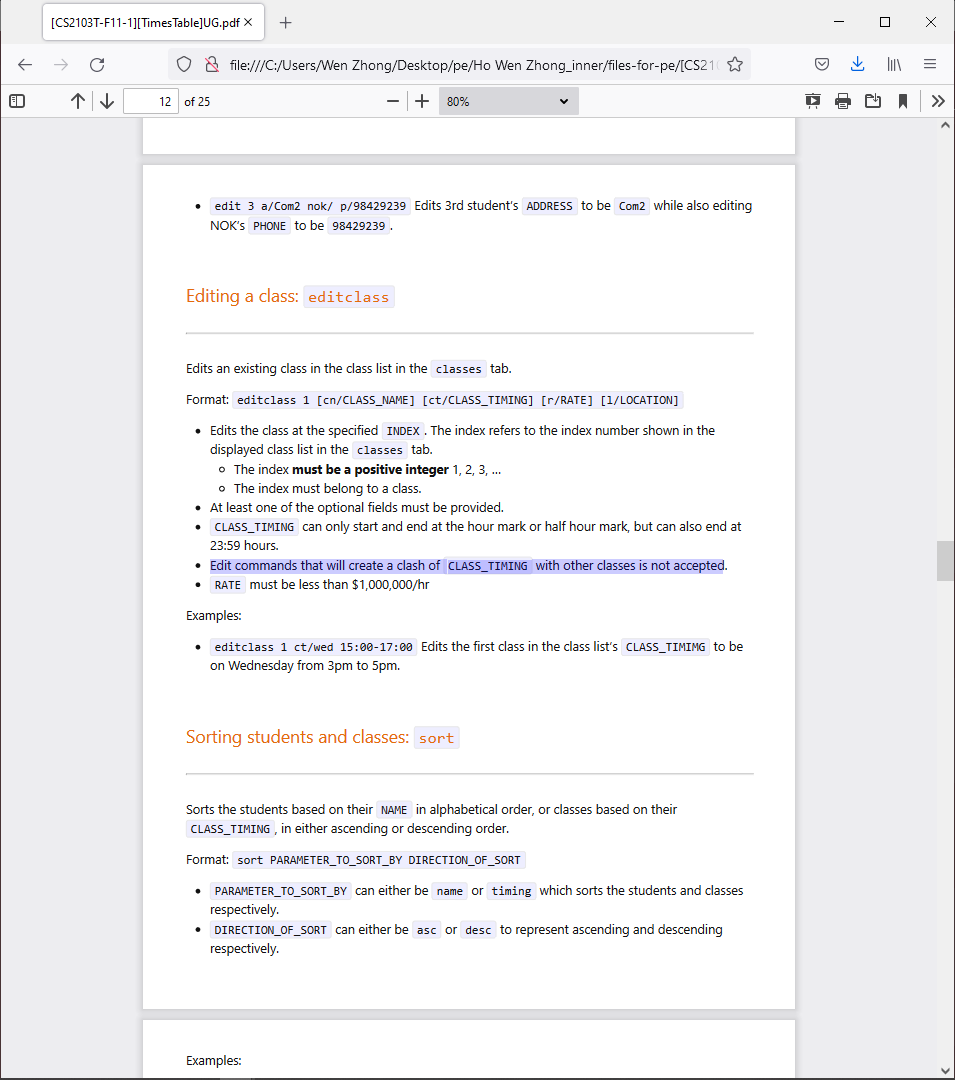 [CS2103T-F11-1][TimesTable]UG.pdf
file:///C:/Users/Wen Zhong/Desktop/pe/Ho Wen Zhong_inner/files-for-pe/[CS210
12 of 25
80%
edit 3 a/Com2 nok/ p/98429239 Edits 3rd student's ADDRESS to be Com2 while also editing
NOK's PHONE to be 98429239 .
Editing a class: editclass
Edits an existing class in the class list in the classes tab.
Format: editclass 1 [cn/CLASS_NAME] [ct/CLASS_TIMING] [r/RATE] [l/LOCATION]
• Edits the class at the specified INDEX . The index refers to the index number shown in the
displayed class list in the classes tab.
The index must be a positive integer 1, 2, 3, ...
The index must belong to a class.
• At least one of the optional fields must be provided.
• CLASS_TIMING can only start and end at the hour mark or half hour mark, but can also end at
23:59 hours.
• Edit commands that will create a clash of CLASS_TIMING with other classes is not accepted.
• RATE must be less than $1,000,000/hr
Examples:
• editclass 1 ct/wed 15:00-17:00 Edits the first class in the class list's CLASS_TIMIMG to be
on Wednesday from 3pm to 5pm.
Sorting students and classes: sort
Sorts the students based on their NAME in alphabetical order, or classes based on their
CLASS_TIMING , in either ascending or descending order.
Format: sort PARAMETER_TO_SORT_BY DIRECTION_OF_SORT
• PARAMETER_TO_SORT_BY can either be name or timing which sorts the students and classes
respectively.
• DIRECTION_OF_SORT can either be asc or desc to represent ascending and descending
respectively.
Examples: